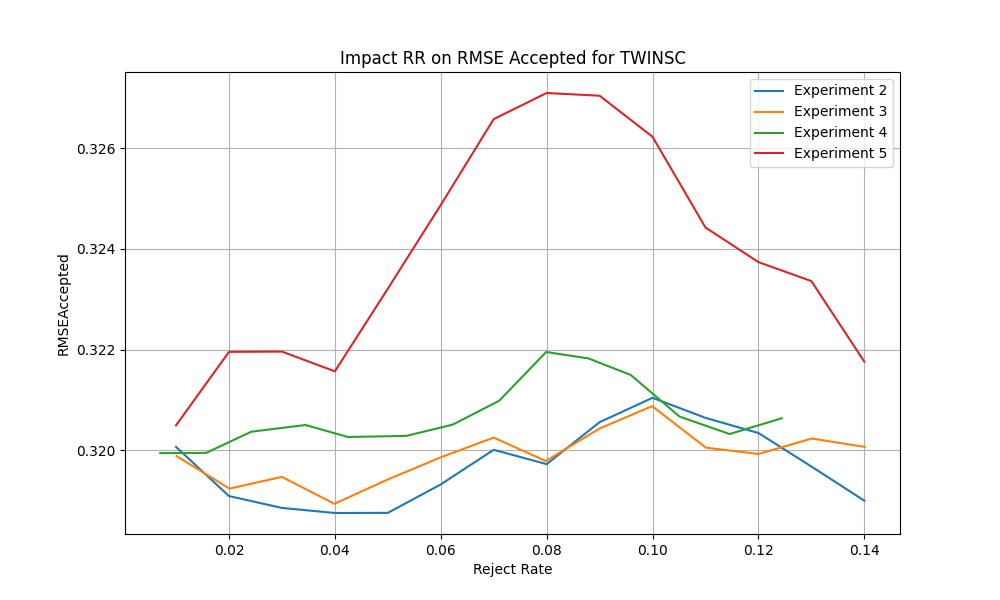 Impact RR on RMSE Accepted for TWINSC
Experiment 2
Experiment 3
Experiment 4
Experiment 5
RMSEAccepted
0.326
0.324
0.322
0.320
0.02 0.04 0.06 0.08 0.10 0.12 0.14
Reject Rate